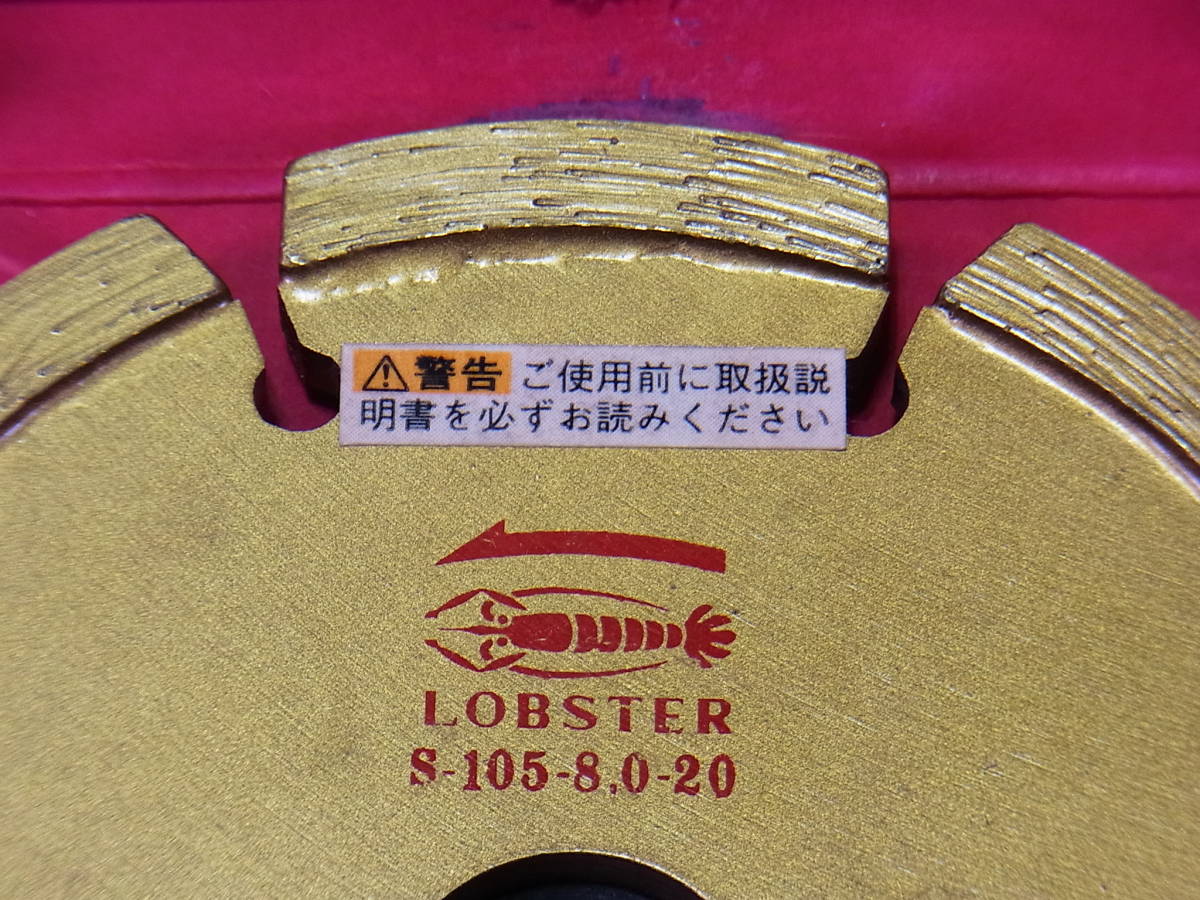 ⚠警告 ご使用前に取扱説
明書を必ずお読みください
LOBSTER
S-105-8.0-20